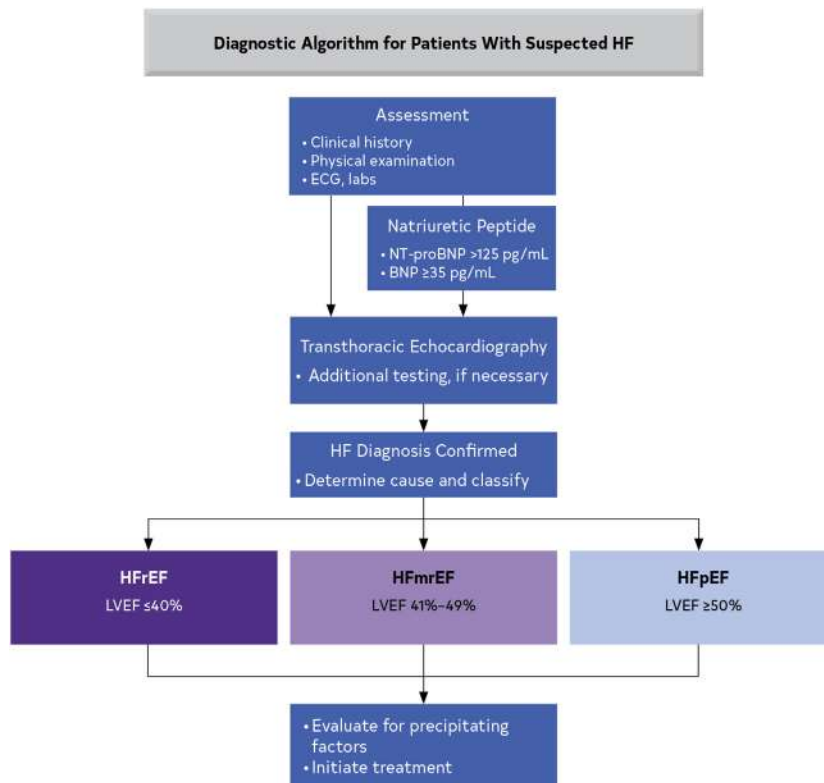 Diagnostic Algorithm for Patients With Suspected HF
Assessment
• Clinical history
• Physical examination
• ECG, labs
Natriuretic Peptide
• NT-proBNP >125 pg/mL
• BNP ≥35 pg/mL
Transthoracic Echocardiography
• Additional testing, if necessary
HF Diagnosis Confirmed
• Determine cause and classify
HFrEF
LVEF ≤40%
HFmrEF
LVEF 41%–49%
HFpEF
LVEF ≥50%
• Evaluate for precipitating
factors
• Initiate treatment